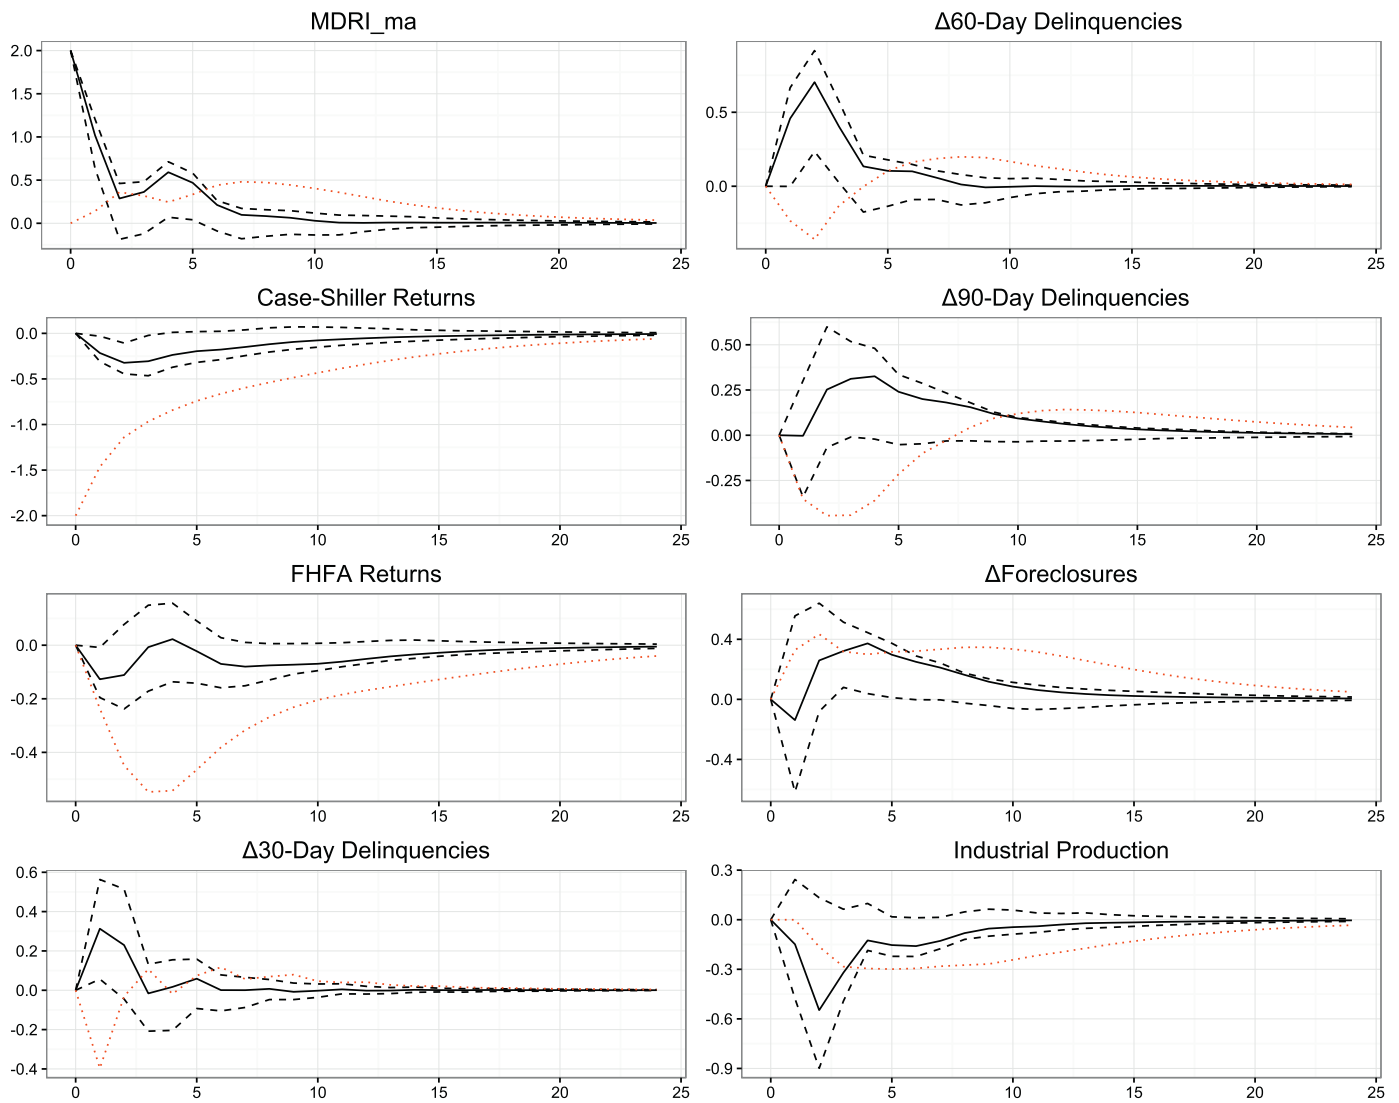 MDRI_ma
2.0
1.5
1.0
0.5
0.0
0 5 10 15 20 25
Δ60-Day Delinquencies
0.5
0.0
0 5 10 15 20 25
Case-Shiller Returns
0.0
-0.5
-1.0
-1.5
-2.0
0 5 10 15 20 25
Δ90-Day Delinquencies
0.50
0.25
0.00
-0.25
0 5 10 15 20 25
FHFA Returns
0.0
-0.2
-0.4
0 5 10 15 20 25
ΔForeclosures
0.4
0.0
-0.4
0 5 10 15 20 25
Δ30-Day Delinquencies
0.6
0.4
0.2
0.0
-0.2
-0.4
0 5 10 15 20 25
Industrial Production
0.3
0.0
-0.3
-0.6
-0.9
0 5 10 15 20 25